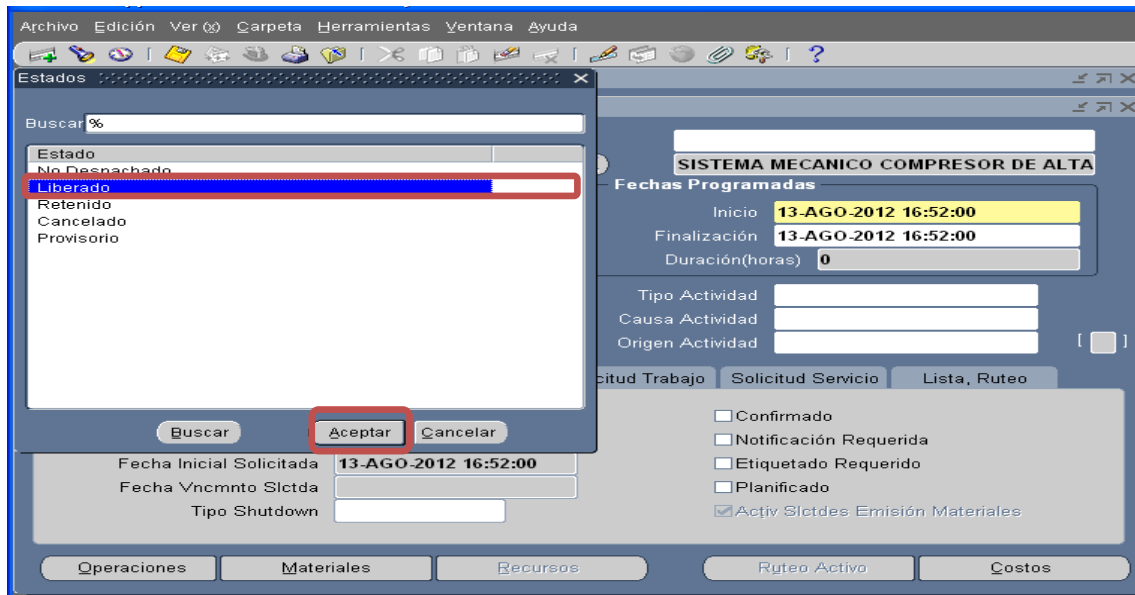 Archivo Edición Ver(x) Carpeta Herramientas Ventana Ayuda
Estados
Buscar %
Estado
No Despachado
Liberado
Retenido
Cancelado
Provisorio
Buscar Aceptar Cancelar
SISTEMA MECANICO COMPRESOR DE ALTA
Fechas Programadas
Inicio 13-AGO-2012 16:52:00
Finalización 13-AGO-2012 16:52:00
Duración(horas) 0
Tipo Actividad
Causa Actividad
Origen Actividad
[ ]
citud Trabajo Solicitud Servicio Lista, Ruteo
Confirmado
Notificación Requerida
Fecha Inicial Solicitada 13-AGO-2012 16:52:00 Etiquetado Requerido
Fecha Vncmnto Slctda Planificado
Tipo Shutdown Activ Slctdes Emisión Materiales
Operaciones Materiales Recursos Ruteo Activo Costos